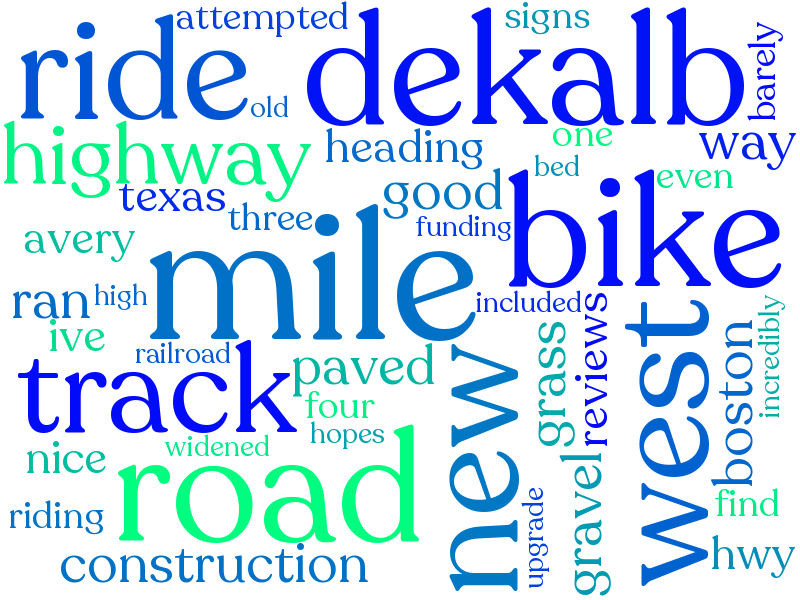 attempted
signs
ride
dekalb
barely
old
highway
heading
one
way
bed
texas
three
good
even
funding
bike
avery
mile
ran
high
included
reviews
west
incredibly
ive
railroad
track
paved
grass
boston
new
four
hopes
nice
widened
road
gravel
riding
upgrade
find
construction
hwy